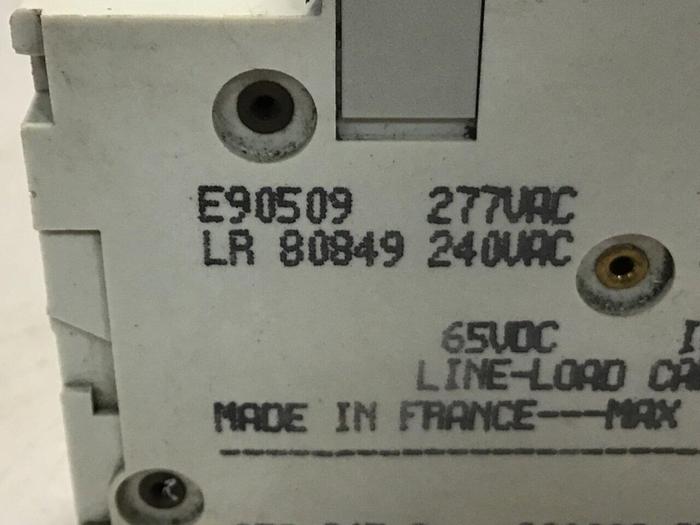 E90509 277VAC
LR 80849 240VAC
65VDC
LINE-LOAD
MADE IN FRANCE---MAX